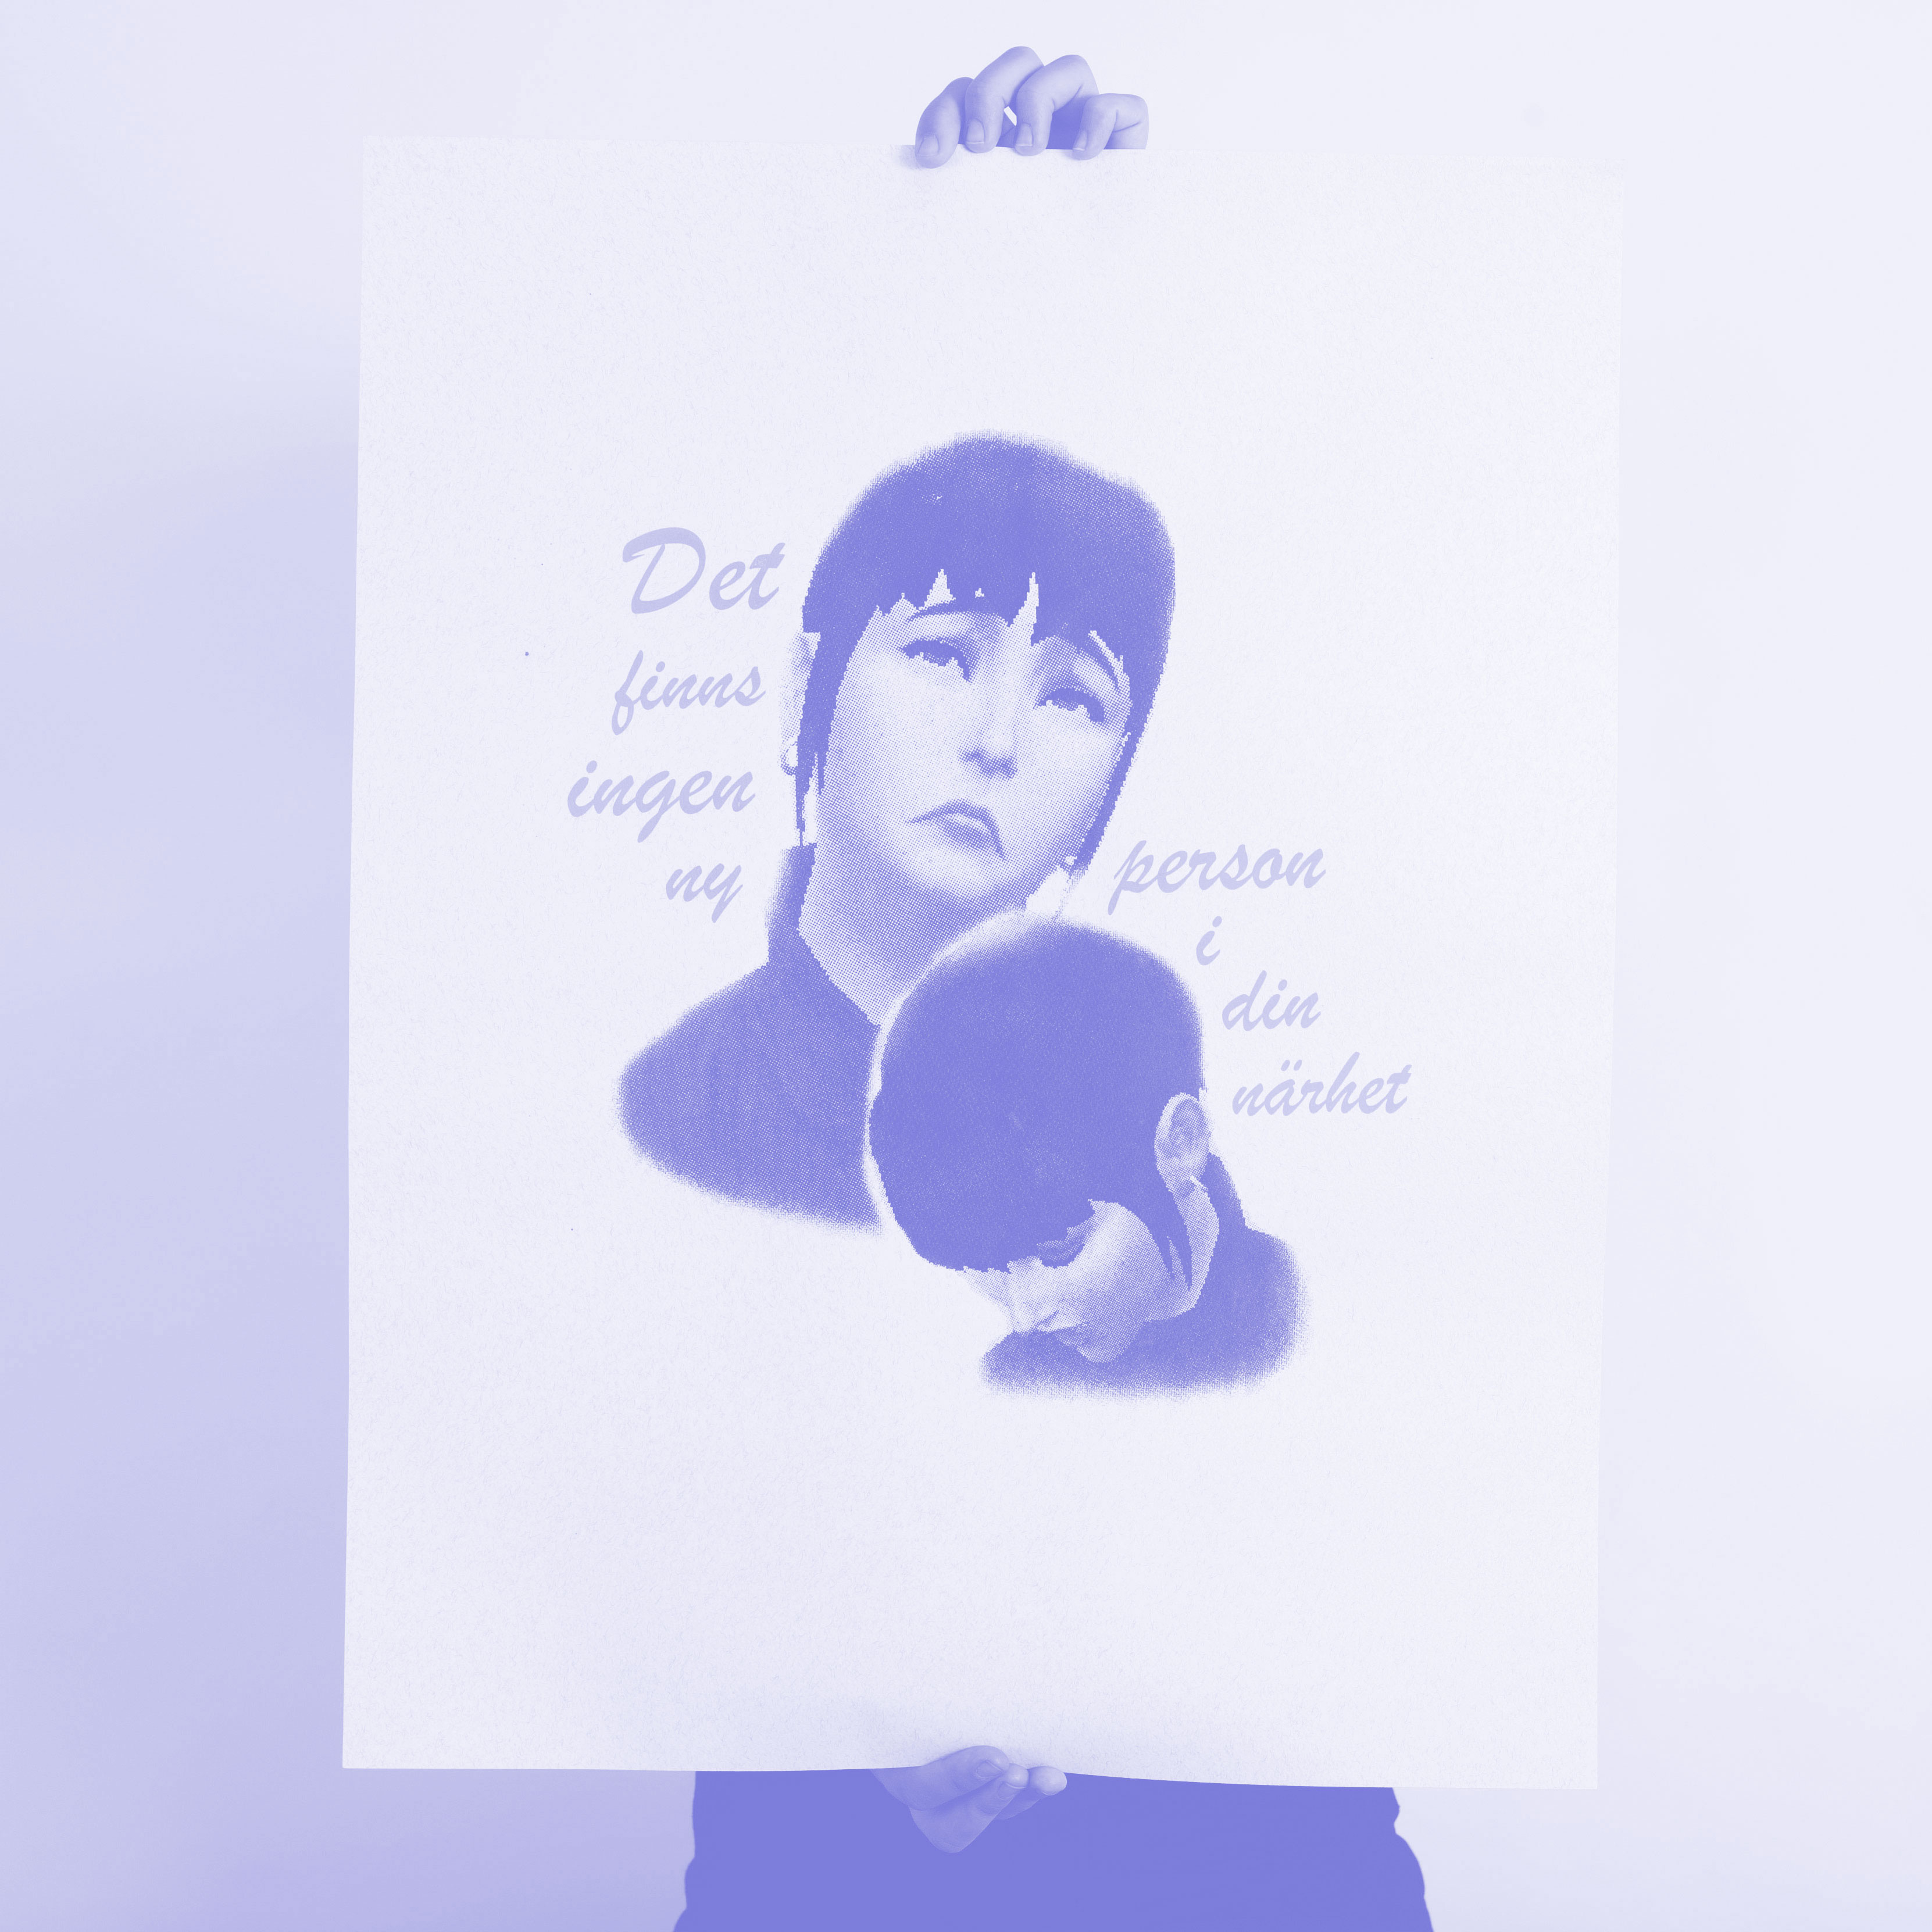 Det
finns
ingen
ny
person
i
din
närhet